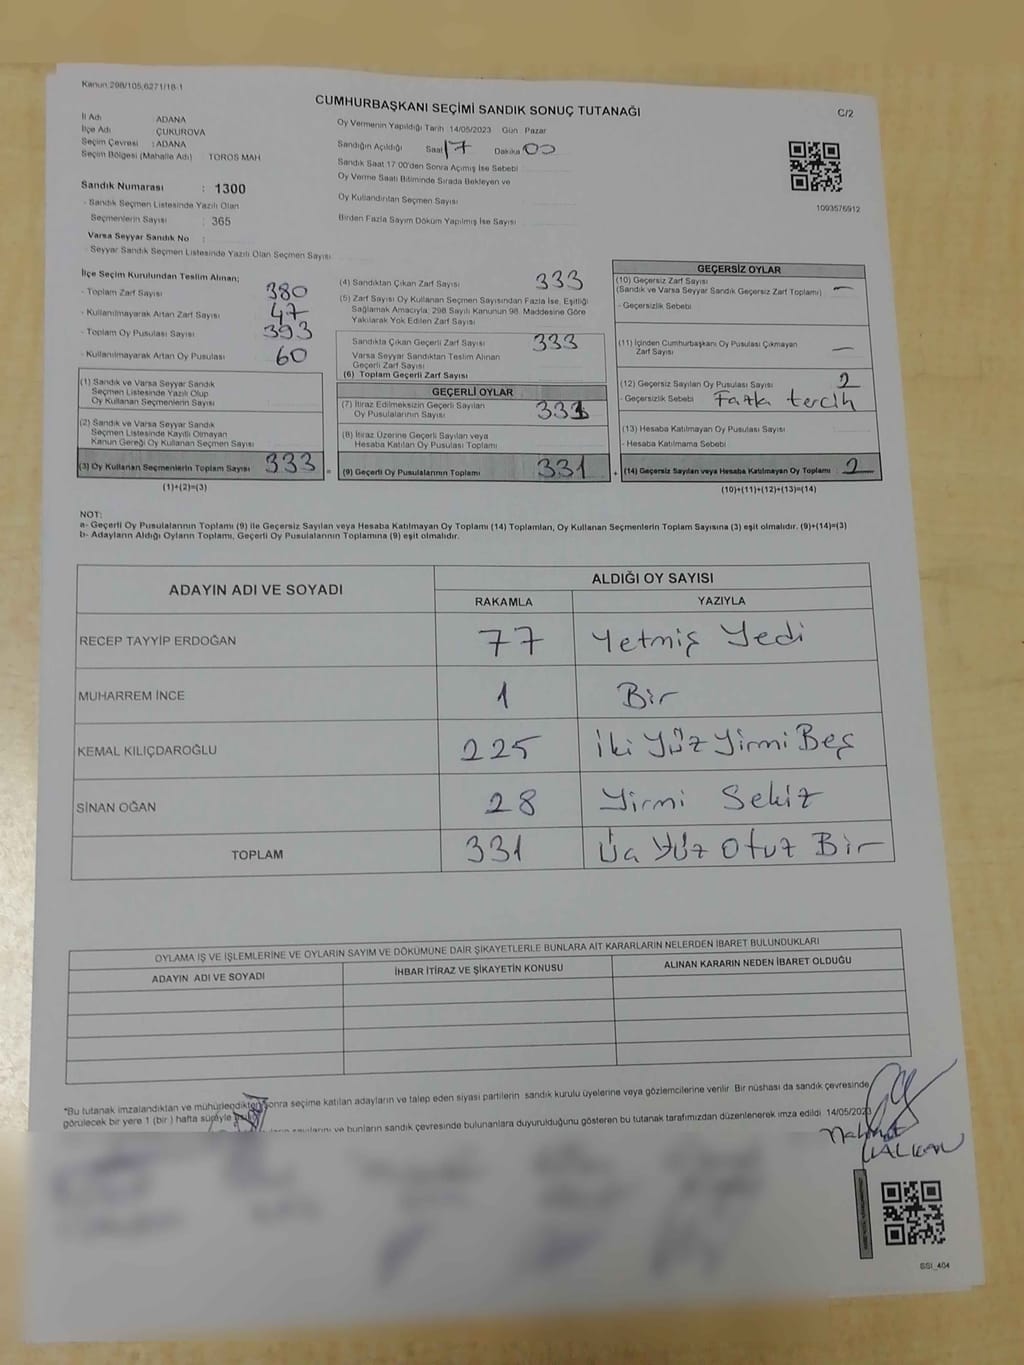 Kanun:298/105,6271/18-1
CUMHURBAŞKANI SEÇİMİ SANDIK SONUÇ TUTANAĞI
C/2
İl Adı ADANA
İlçe Adı ÇUKUROVA
Seçim Çevresi : ADANA
Seçim Bölgesi (Mahalle Adı) TOROS MAH
Oy Vermenin Yapıldığı Tarih 14/05/2023 Gün Pazar
Sandığın Açıldığı Saat 17 Dakika 00
Sandık Saat 17:00'den Sonra Açımış İse Sebebi
Oy Verme Saati Bitiminde Sırada Bekleyen ve
Oy Kullandırılan Seçmen Sayısı
Birden Fazla Sayım Döküm Yapılmış İse Sayısı
1093576912
Sandık Numarası : 1300
- Sandık Seçmen Listesinde Yazılı Olan
Seçmenlerin Sayısı : 365
Varsa Seyyar Sandık No :
- Seyyar Sandık Seçmen Listesinde Yazılı Olan Seçmen Sayısı
İlçe Seçim Kurulundan Teslim Alınan;
- Toplam Zarf Sayısı 380
- Kullanılmayarak Artan Zarf Sayısı 47
- Toplam Oy Pusulası Sayısı 393
- Kullanılmayarak Artan Oy Pusulası 60
(1) Sandık ve Varsa Seyyar Sandık
Seçmen Listesinde Yazılı Olup
Oy Kullanan Seçmenlerin Sayısı
(2) Sandık ve Varsa Seyyar Sandık
Seçmen Listesinde Kayıtlı Olmayan
Kanun Gereği Oy Kullanan Seçmen Sayısı
(3) Oy Kullanan Seçmenlerin Toplam Sayısı 333
(1)+(2)=(3)
(4) Sandıktan Çıkan Zarf Sayısı 333
(5) Zarf Sayısı Oy Kullanan Seçmen Sayısından Fazla İse, Eşitliği
Sağlamak Amacıyla; 298 Sayılı Kanunun 98. Maddesine Göre
Yakılarak Yok Edilen Zarf Sayısı
Sandıkta Çıkan Geçerli Zarf Sayısı 333
Varsa Seyyar Sandıktan Teslim Alınan
Geçerli Zarf Sayısı
(6) Toplam Geçerli Zarf Sayısı
GEÇERLİ OYLAR
(7) İtiraz Edilmeksizin Geçerli Sayılan
Oy Pusulalarının Sayısı 331
(8) İtiraz Üzerine Geçerli Sayılan veya
Hesaba Katılan Oy Pusulası Toplamı
= (9) Geçerli Oy Pusulalarının Toplamı 331
GEÇERSİZ OYLAR
(10) Geçersiz Zarf Sayısı
(Sandık ve Varsa Seyyar Sandık Geçersiz Zarf Toplamı) —
- Geçersizlik Sebebi
(11) İçinden Cumhurbaşkanı Oy Pusulası Çıkmayan
Zarf Sayısı —
(12) Geçersiz Sayılan Oy Pusulası Sayısı 2
- Geçersizlik Sebebi Fazla tercih
(13) Hesaba Katılmayan Oy Pusulası Sayısı
- Hesaba Katılmama Sebebi
+ (14) Geçersiz Sayılan veya Hesaba Katılmayan Oy Toplamı : 2
(10)+(11)+(12)+(13)=(14)
NOT:
a- Geçerli Oy Pusulalarının Toplamı (9) ile Geçersiz Sayılan veya Hesaba Katılmayan Oy Toplamı (14) Toplamları, Oy Kullanan Seçmenlerin Toplam Sayısına (3) eşit olmalıdır. (9)+(14)=(3)
b- Adayların Aldığı Oyların Toplamı, Geçerli Oy Pusulalarının Toplamına (9) eşit olmalıdır.
ADAYIN ADI VE SOYADI
ALDIĞI OY SAYISI
RAKAMLA YAZIYLA
RECEP TAYYİP ERDOĞAN 77 Yetmiş Yedi
MUHARREM İNCE 1 Bir
KEMAL KILIÇDAROĞLU 225 İki Yüz Yirmi Beş
SİNAN OĞAN 28 Yirmi Sekiz
TOPLAM 331 Üç Yüz Otuz Bir
OYLAMA İŞ VE İŞLEMLERİNE VE OYLARIN SAYIM VE DÖKÜMÜNE DAİR ŞİKAYETLERLE BUNLARA AİT KARARLARIN NELERDEN İBARET BULUNDUKLARI
ADAYIN ADI VE SOYADI İHBAR İTİRAZ VE ŞİKAYETİN KONUSU ALINAN KARARIN NEDEN İBARET OLDUĞU
*Bu tutanak imzalandıktan ve mühürlendikten sonra seçime katılan adayların ve talep eden siyasi partilerin sandık kurulu üyelerine veya gözlemcilerine verilir. Bir nüshası da sandık çevresinde
görülecek bir yere 1 (bir) hafta süreyle
sayılarını ve bunların sandık çevresinde bulunanlara duyurulduğunu gösteren bu tutanak tarafımızdan düzenlenerek imza edildi. 14/05/2023
SSI_404